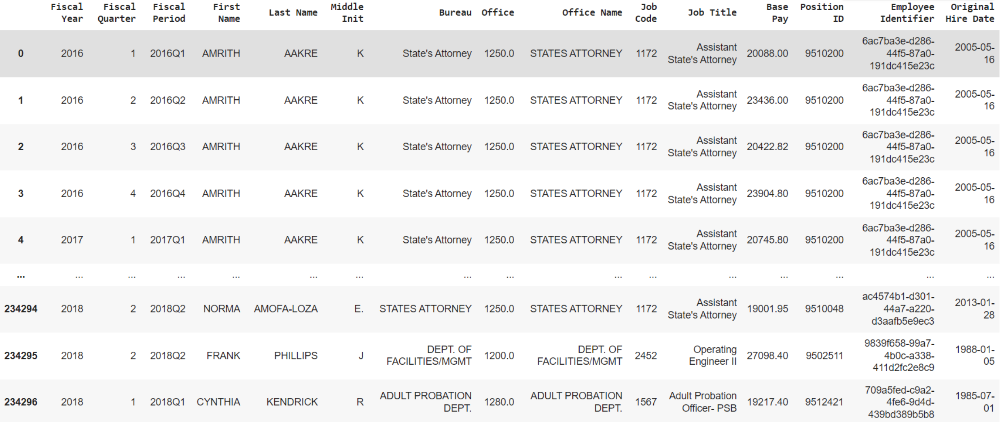 Fiscal Year Fiscal Quarter Fiscal Period First Name Last Name Middle Init Bureau Office Office Name Job Code Job Title Base Pay Position ID Employee Identifier Original Hire Date
0 2016 1 2016Q1 AMRITH AAKRE K State's Attorney 1250.0 STATES ATTORNEY 1172 Assistant State's Attorney 20088.00 9510200 6ac7ba3e-d286-44f5-87a0-191dc415e23c 2005-05-16
1 2016 2 2016Q2 AMRITH AAKRE K State's Attorney 1250.0 STATES ATTORNEY 1172 Assistant State's Attorney 23436.00 9510200 6ac7ba3e-d286-44f5-87a0-191dc415e23c 2005-05-16
2 2016 3 2016Q3 AMRITH AAKRE K State's Attorney 1250.0 STATES ATTORNEY 1172 Assistant State's Attorney 20422.82 9510200 6ac7ba3e-d286-44f5-87a0-191dc415e23c 2005-05-16
3 2016 4 2016Q4 AMRITH AAKRE K State's Attorney 1250.0 STATES ATTORNEY 1172 Assistant State's Attorney 23904.80 9510200 6ac7ba3e-d286-44f5-87a0-191dc415e23c 2005-05-16
4 2017 1 2017Q1 AMRITH AAKRE K State's Attorney 1250.0 STATES ATTORNEY 1172 Assistant State's Attorney 20745.80 9510200 6ac7ba3e-d286-44f5-87a0-191dc415e23c 2005-05-16
... ... ... ... ... ... ... ... ... ... ... ... ... ... ... ...
234294 2018 2 2018Q2 NORMA AMOFA-LOZA E. STATES ATTORNEY 1250.0 STATES ATTORNEY 1172 Assistant State's Attorney 19001.95 9510048 ac4574b1-d301-44a7-a220-d3aafb5e9ec3 2013-01-28
234295 2018 2 2018Q2 FRANK PHILLIPS J DEPT. OF FACILITIES/MGMT 1200.0 DEPT. OF FACILITIES/MGMT 2452 Operating Engineer II 27098.40 9502511 9839f658-99a7-4b0c-a338-411d2fc2e8c9 1988-01-05
234296 2018 1 2018Q1 CYNTHIA KENDRICK R ADULT PROBATION DEPT. 1280.0 ADULT PROBATION DEPT. 1567 Adult Probation Officer- PSB 19217.40 9512421 709a5fed-c9a2-4fe6-9d4d-439bd389b5b8 1985-07-01